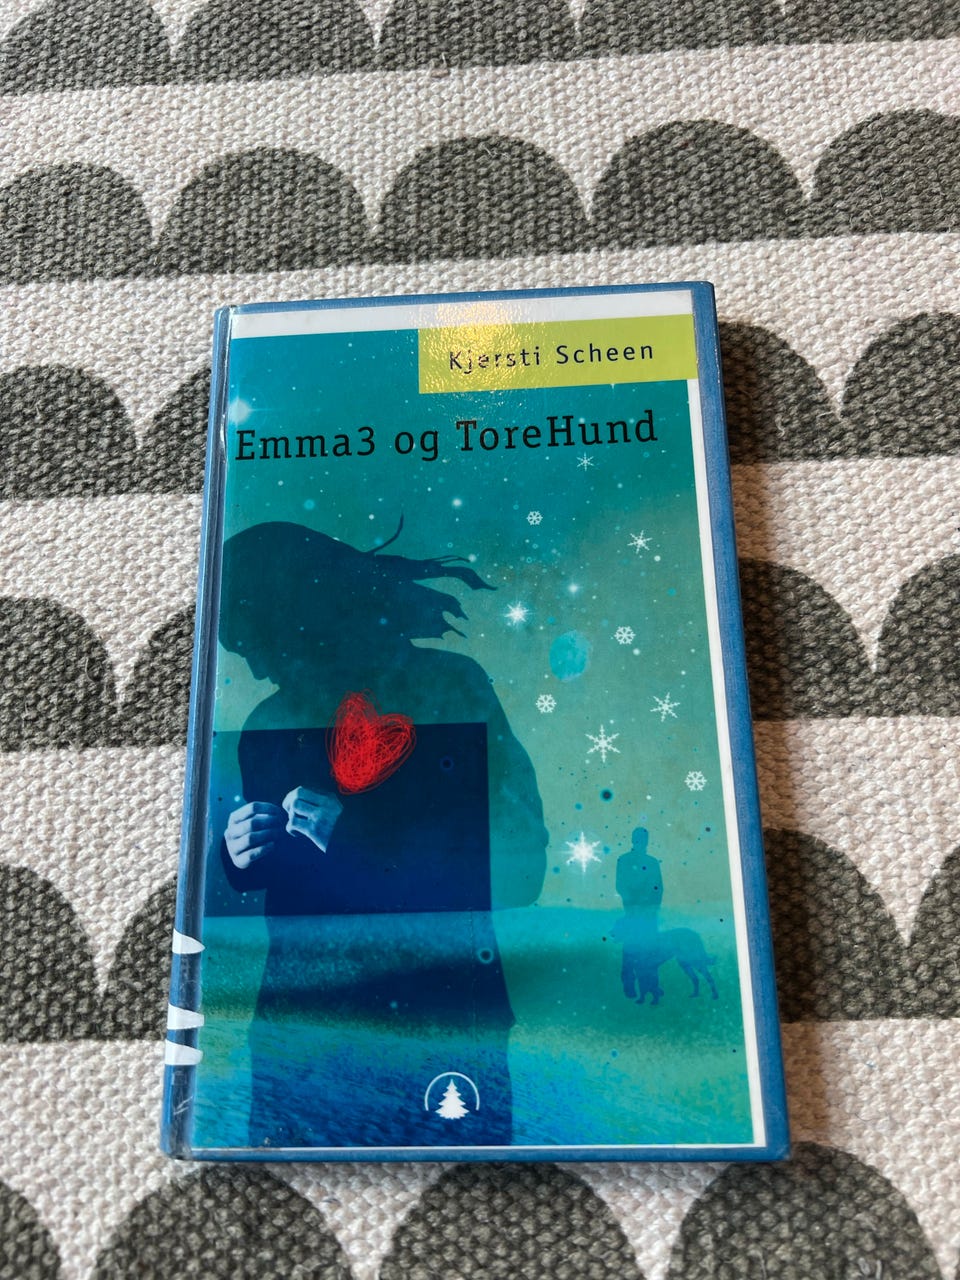 Kjersti Scheen
Emma3 og ToreHund